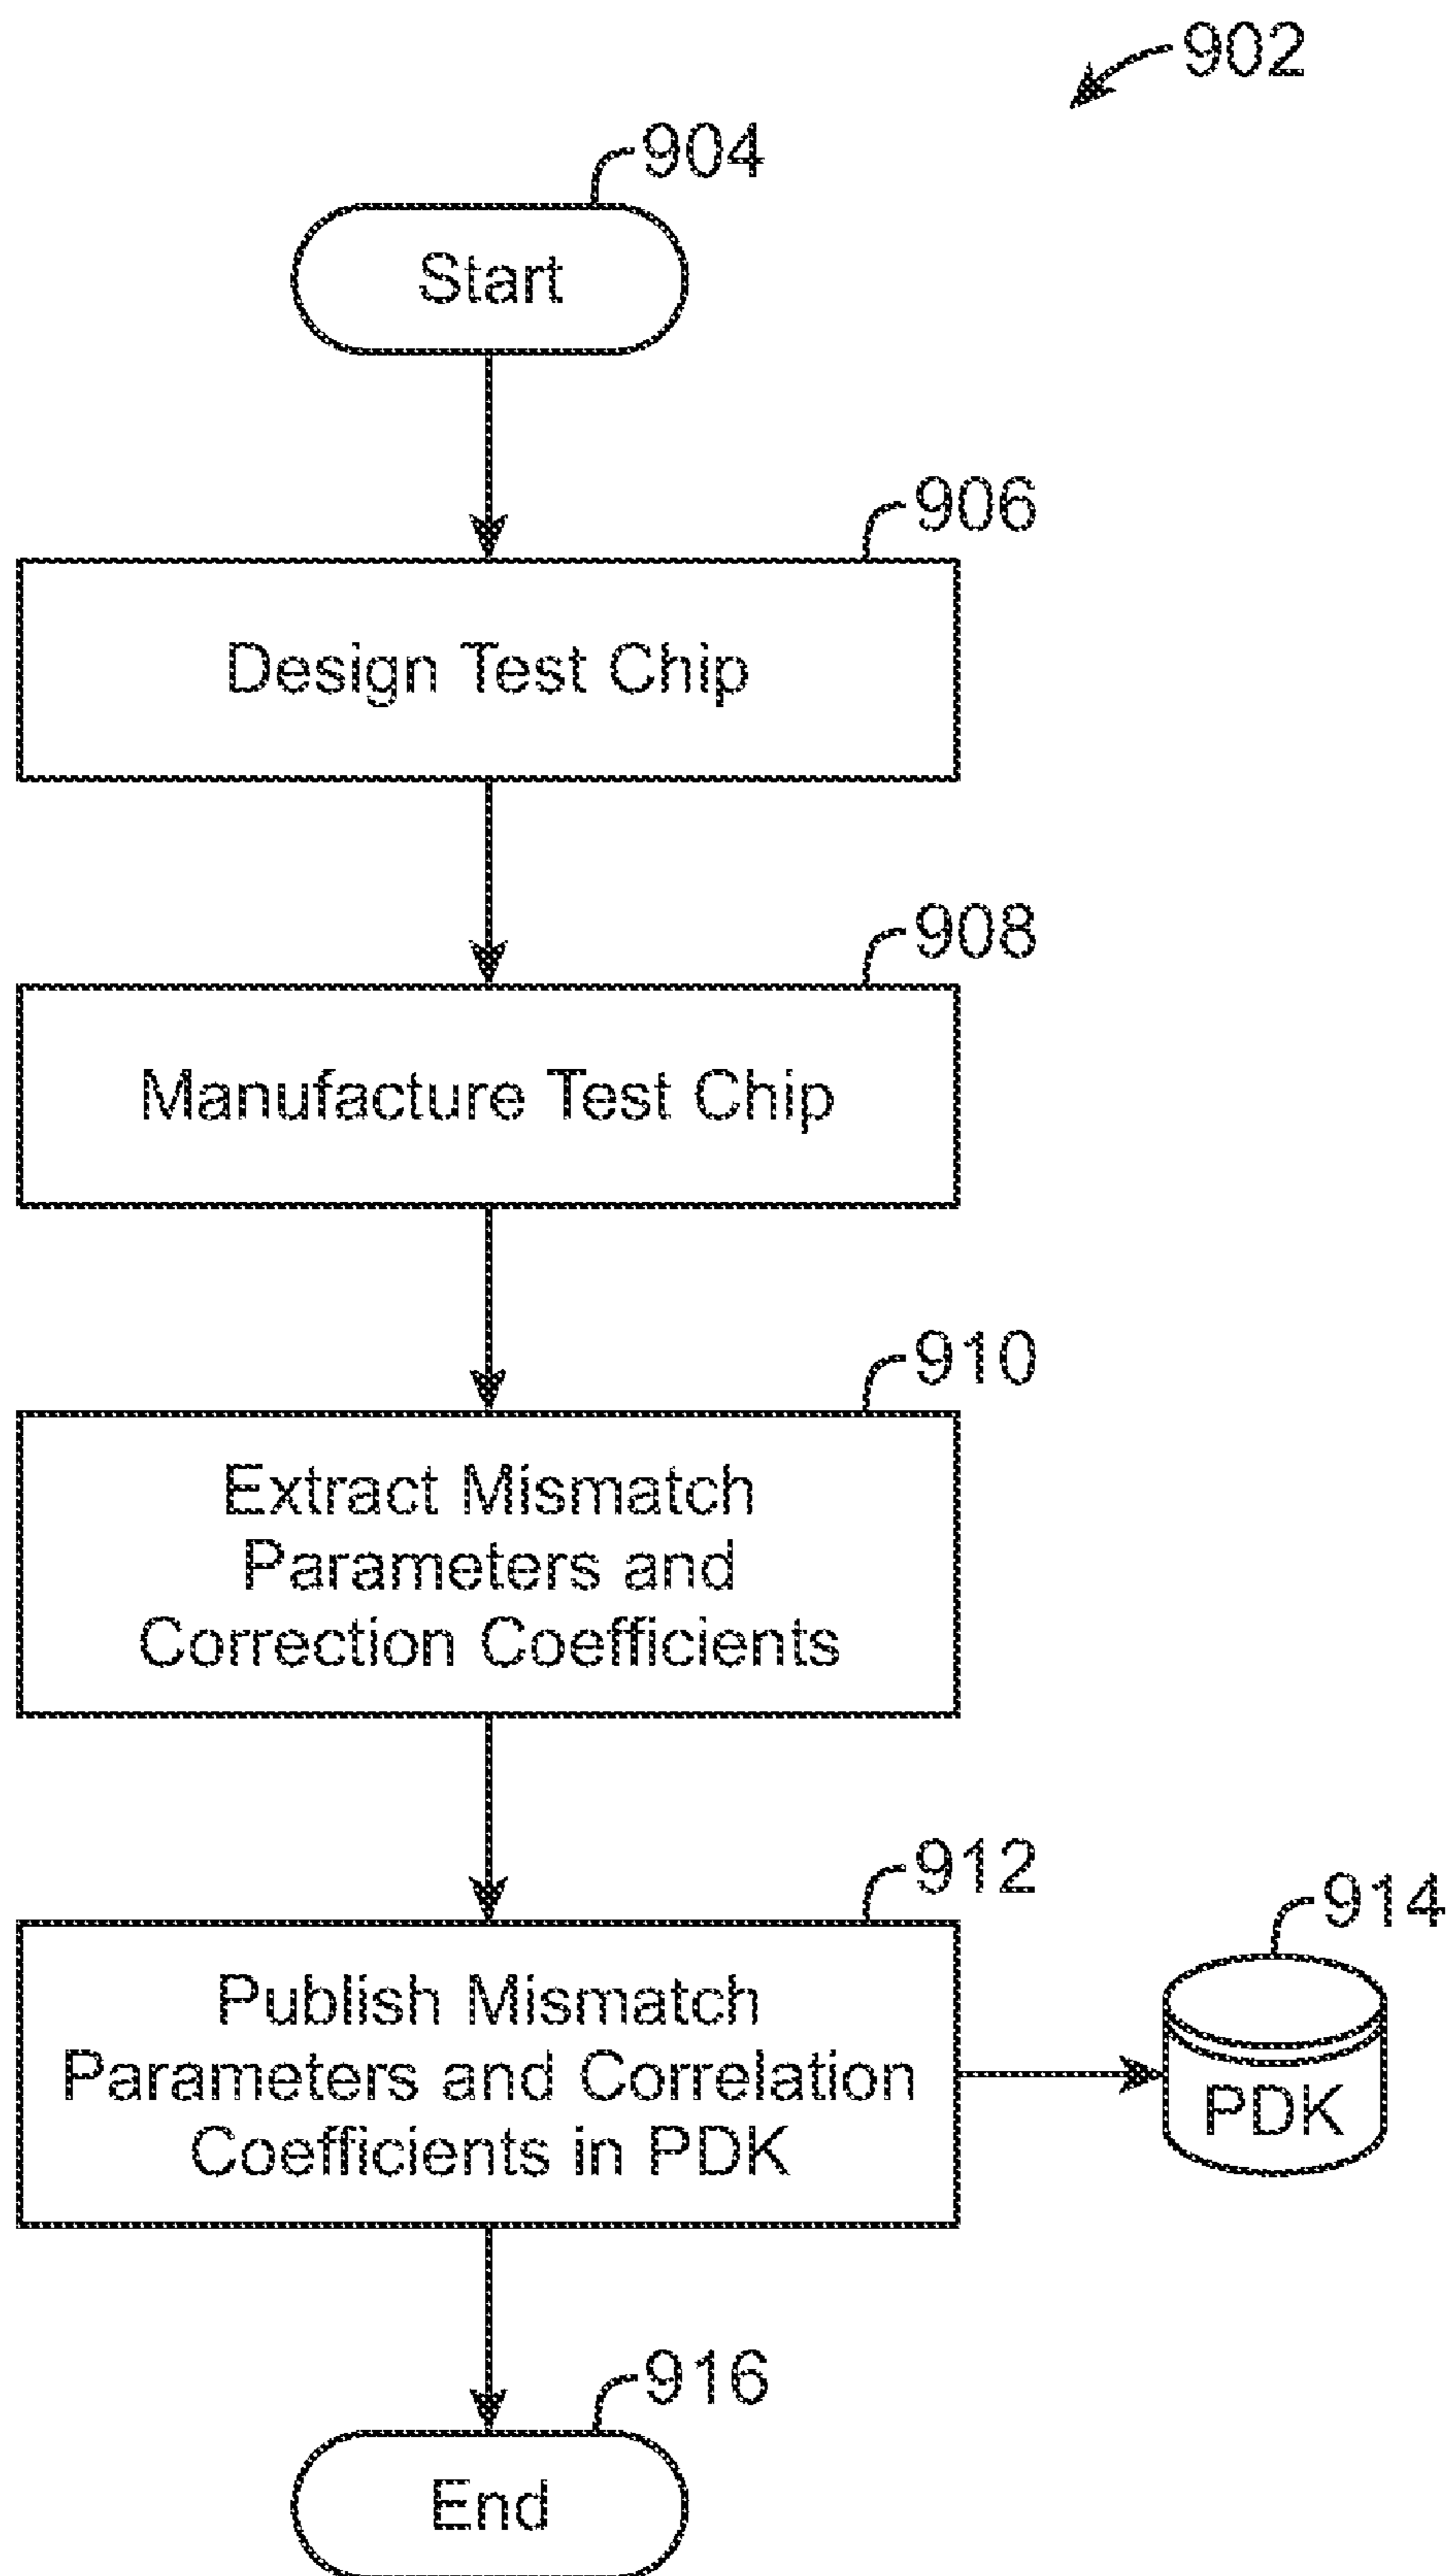 902
904
Start
906
Design Test Chip
908
Manufacture Test Chip
910
Extract Mismatch
Parameters and
Correction Coefficients
912
Publish Mismatch
Parameters and Correlation
Coefficients in PDK
914
PDK
916
End